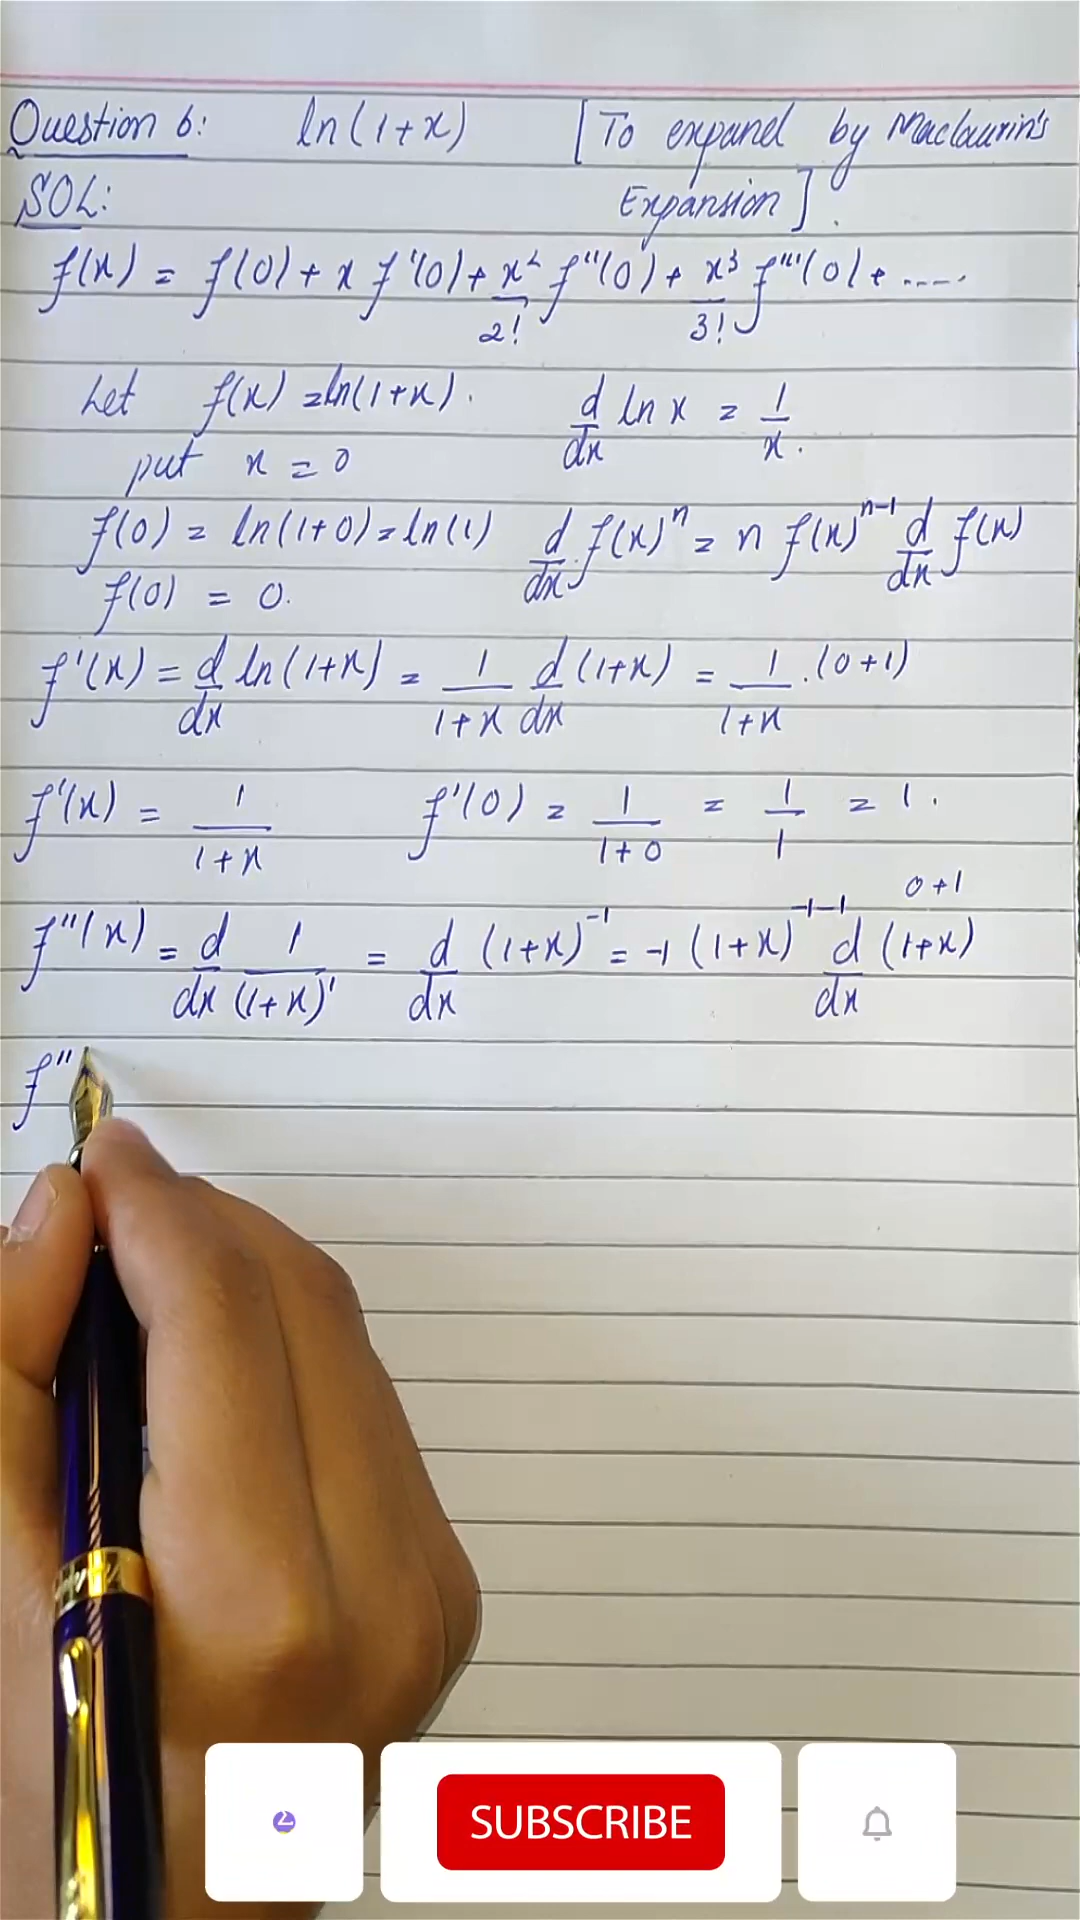 Question 6: ln(1+x) [To expand by Maclaurin's
SOL: Expansion].
f(x) = f(0) + x f'(0) + x²/2! f''(0) + x³/3! f'''(0) + .....
Let f(x) = ln(1+x). d/dx ln x = 1/x.
put x = 0
f(0) = ln(1+0) = ln(1) d/dx f(x)^n = n f(x)^n-1 d/dx f(x)
f(0) = 0.
f'(x) = d/dx ln(1+x) = 1/1+x d/dx (1+x) = 1/1+x .(0+1)
f'(x) = 1/1+x f'(0) = 1/1+0 = 1/1 = 1.
0+1
f''(x) = d/dx 1/(1+x)^1 = d/dx (1+x)^-1 = -1 (1+x)^-1-1 d/dx (1+x)
f''
SUBSCRIBE